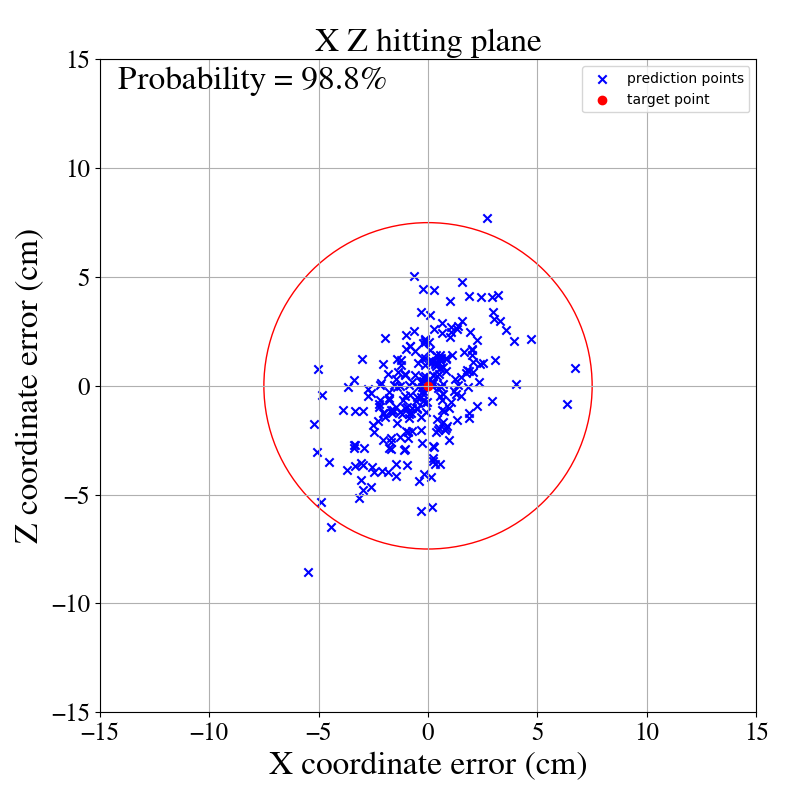 X Z hitting plane
Probability = 98.8%
prediction points
target point
Z coordinate error (cm)
15
10
5
0
−5
−10
−15
−15 −10 −5 0 5 10 15
X coordinate error (cm)